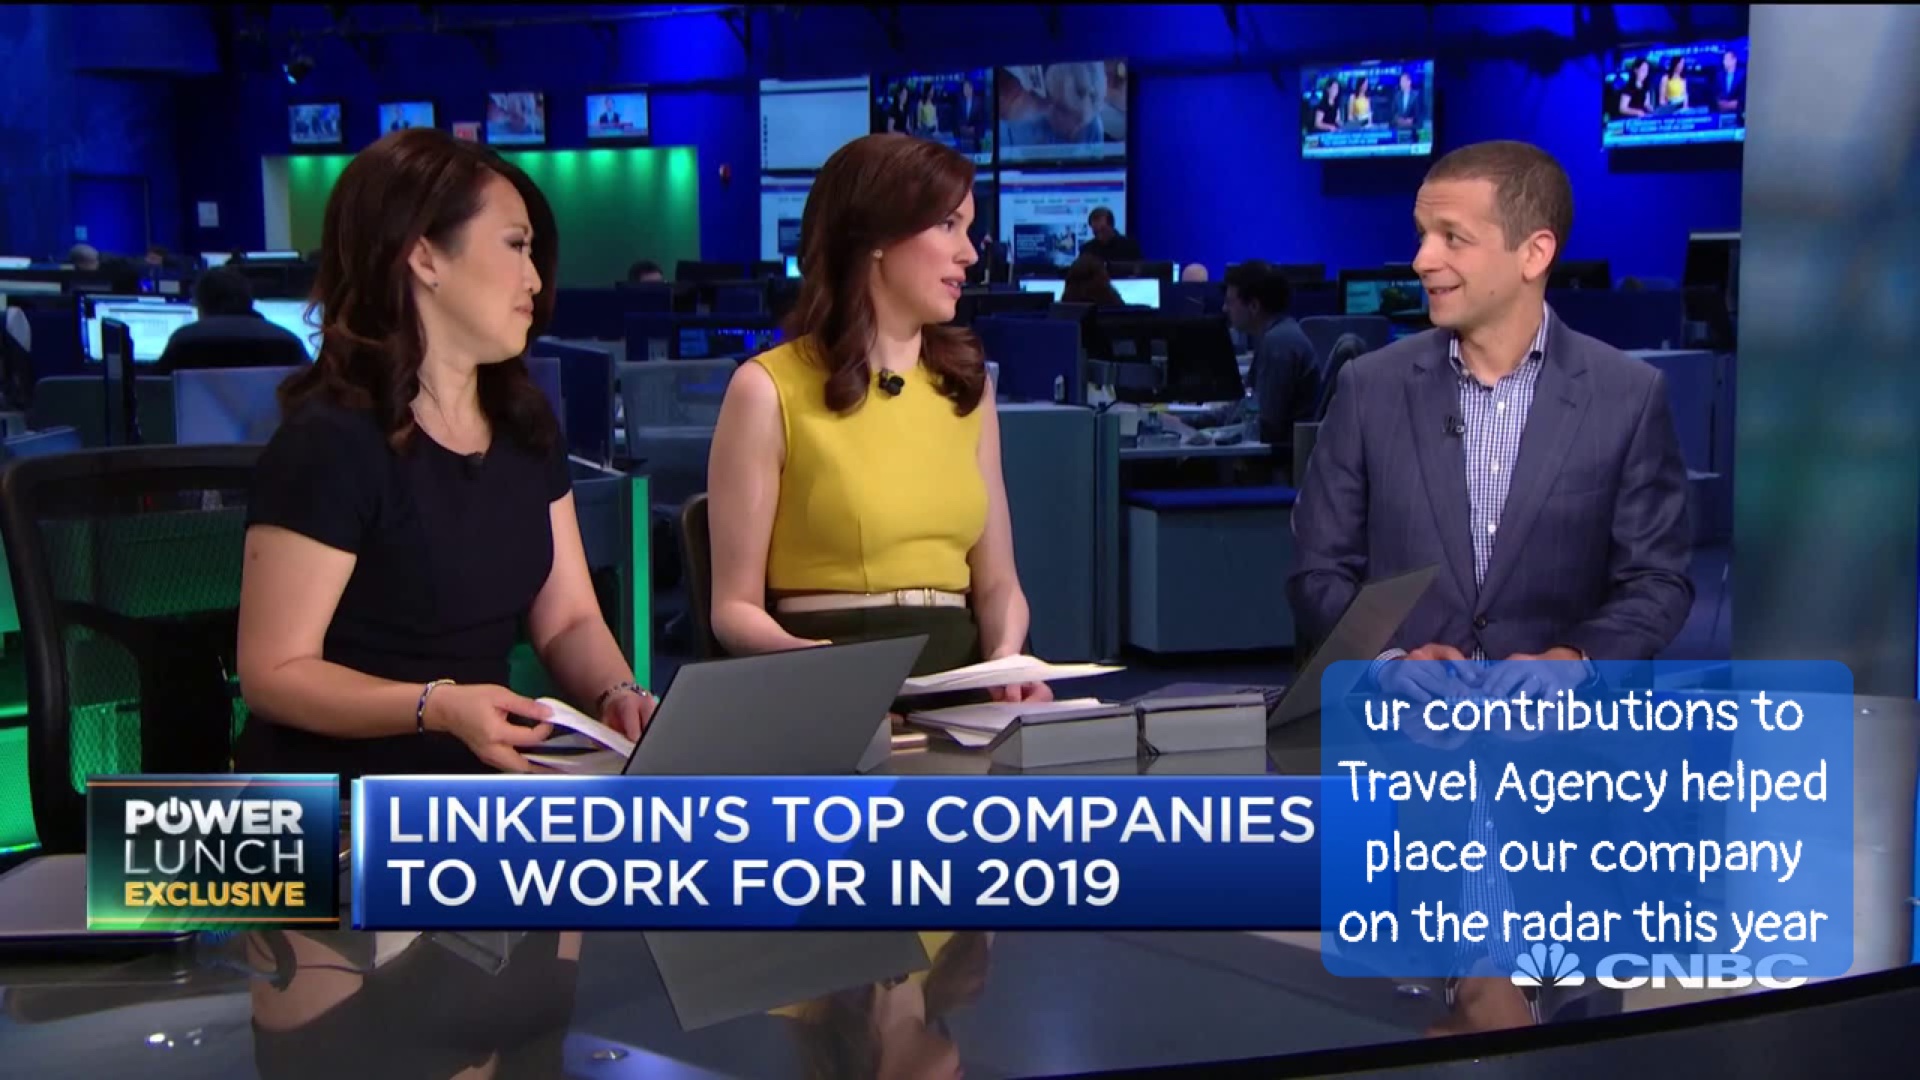 POWER
LUNCH
EXCLUSIVE
LINKEDIN'S TOP COMPANIES
TO WORK FOR IN 2019
ur contributions to
Travel Agency helped
place our company
on the radar this year
CNBC